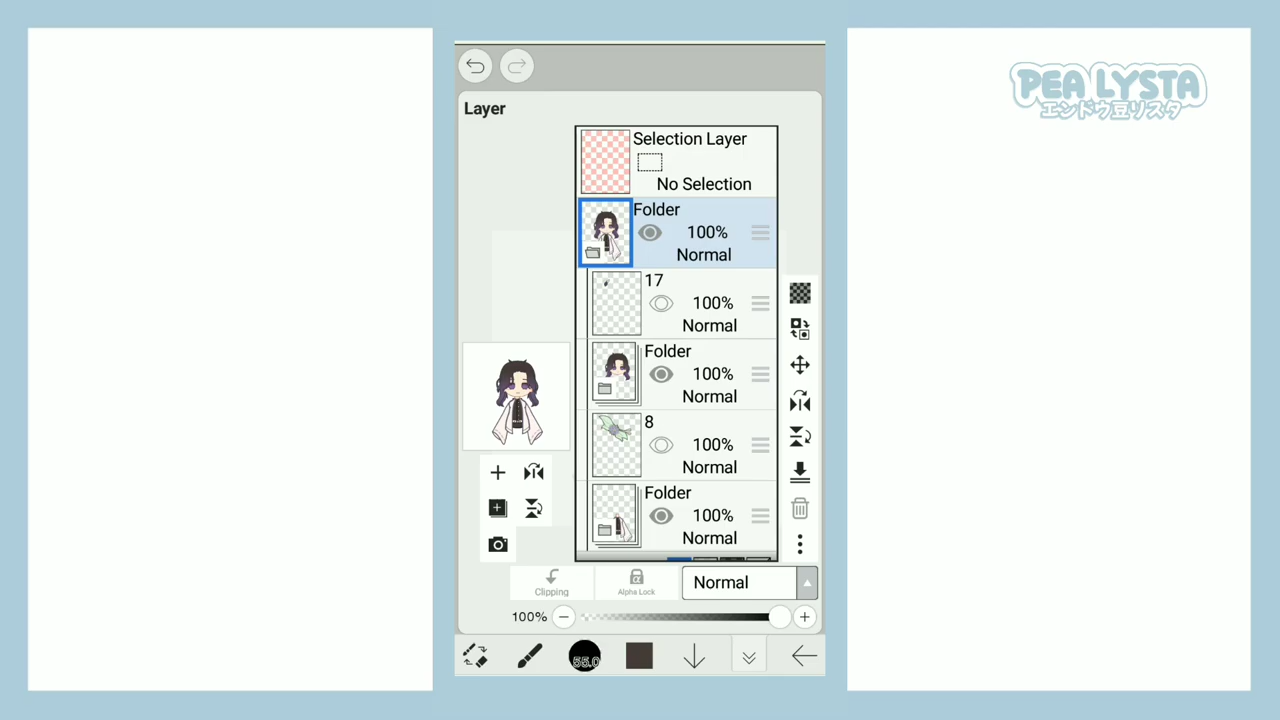 PEA LYSTA
エンドウ豆リスタ
Layer
Selection Layer
No Selection
Folder
100%
Normal
17
100%
Normal
Folder
100%
Normal
8
100%
Normal
Folder
100%
Normal
Clipping
α
Alpha Lock
Normal
100%
55.0